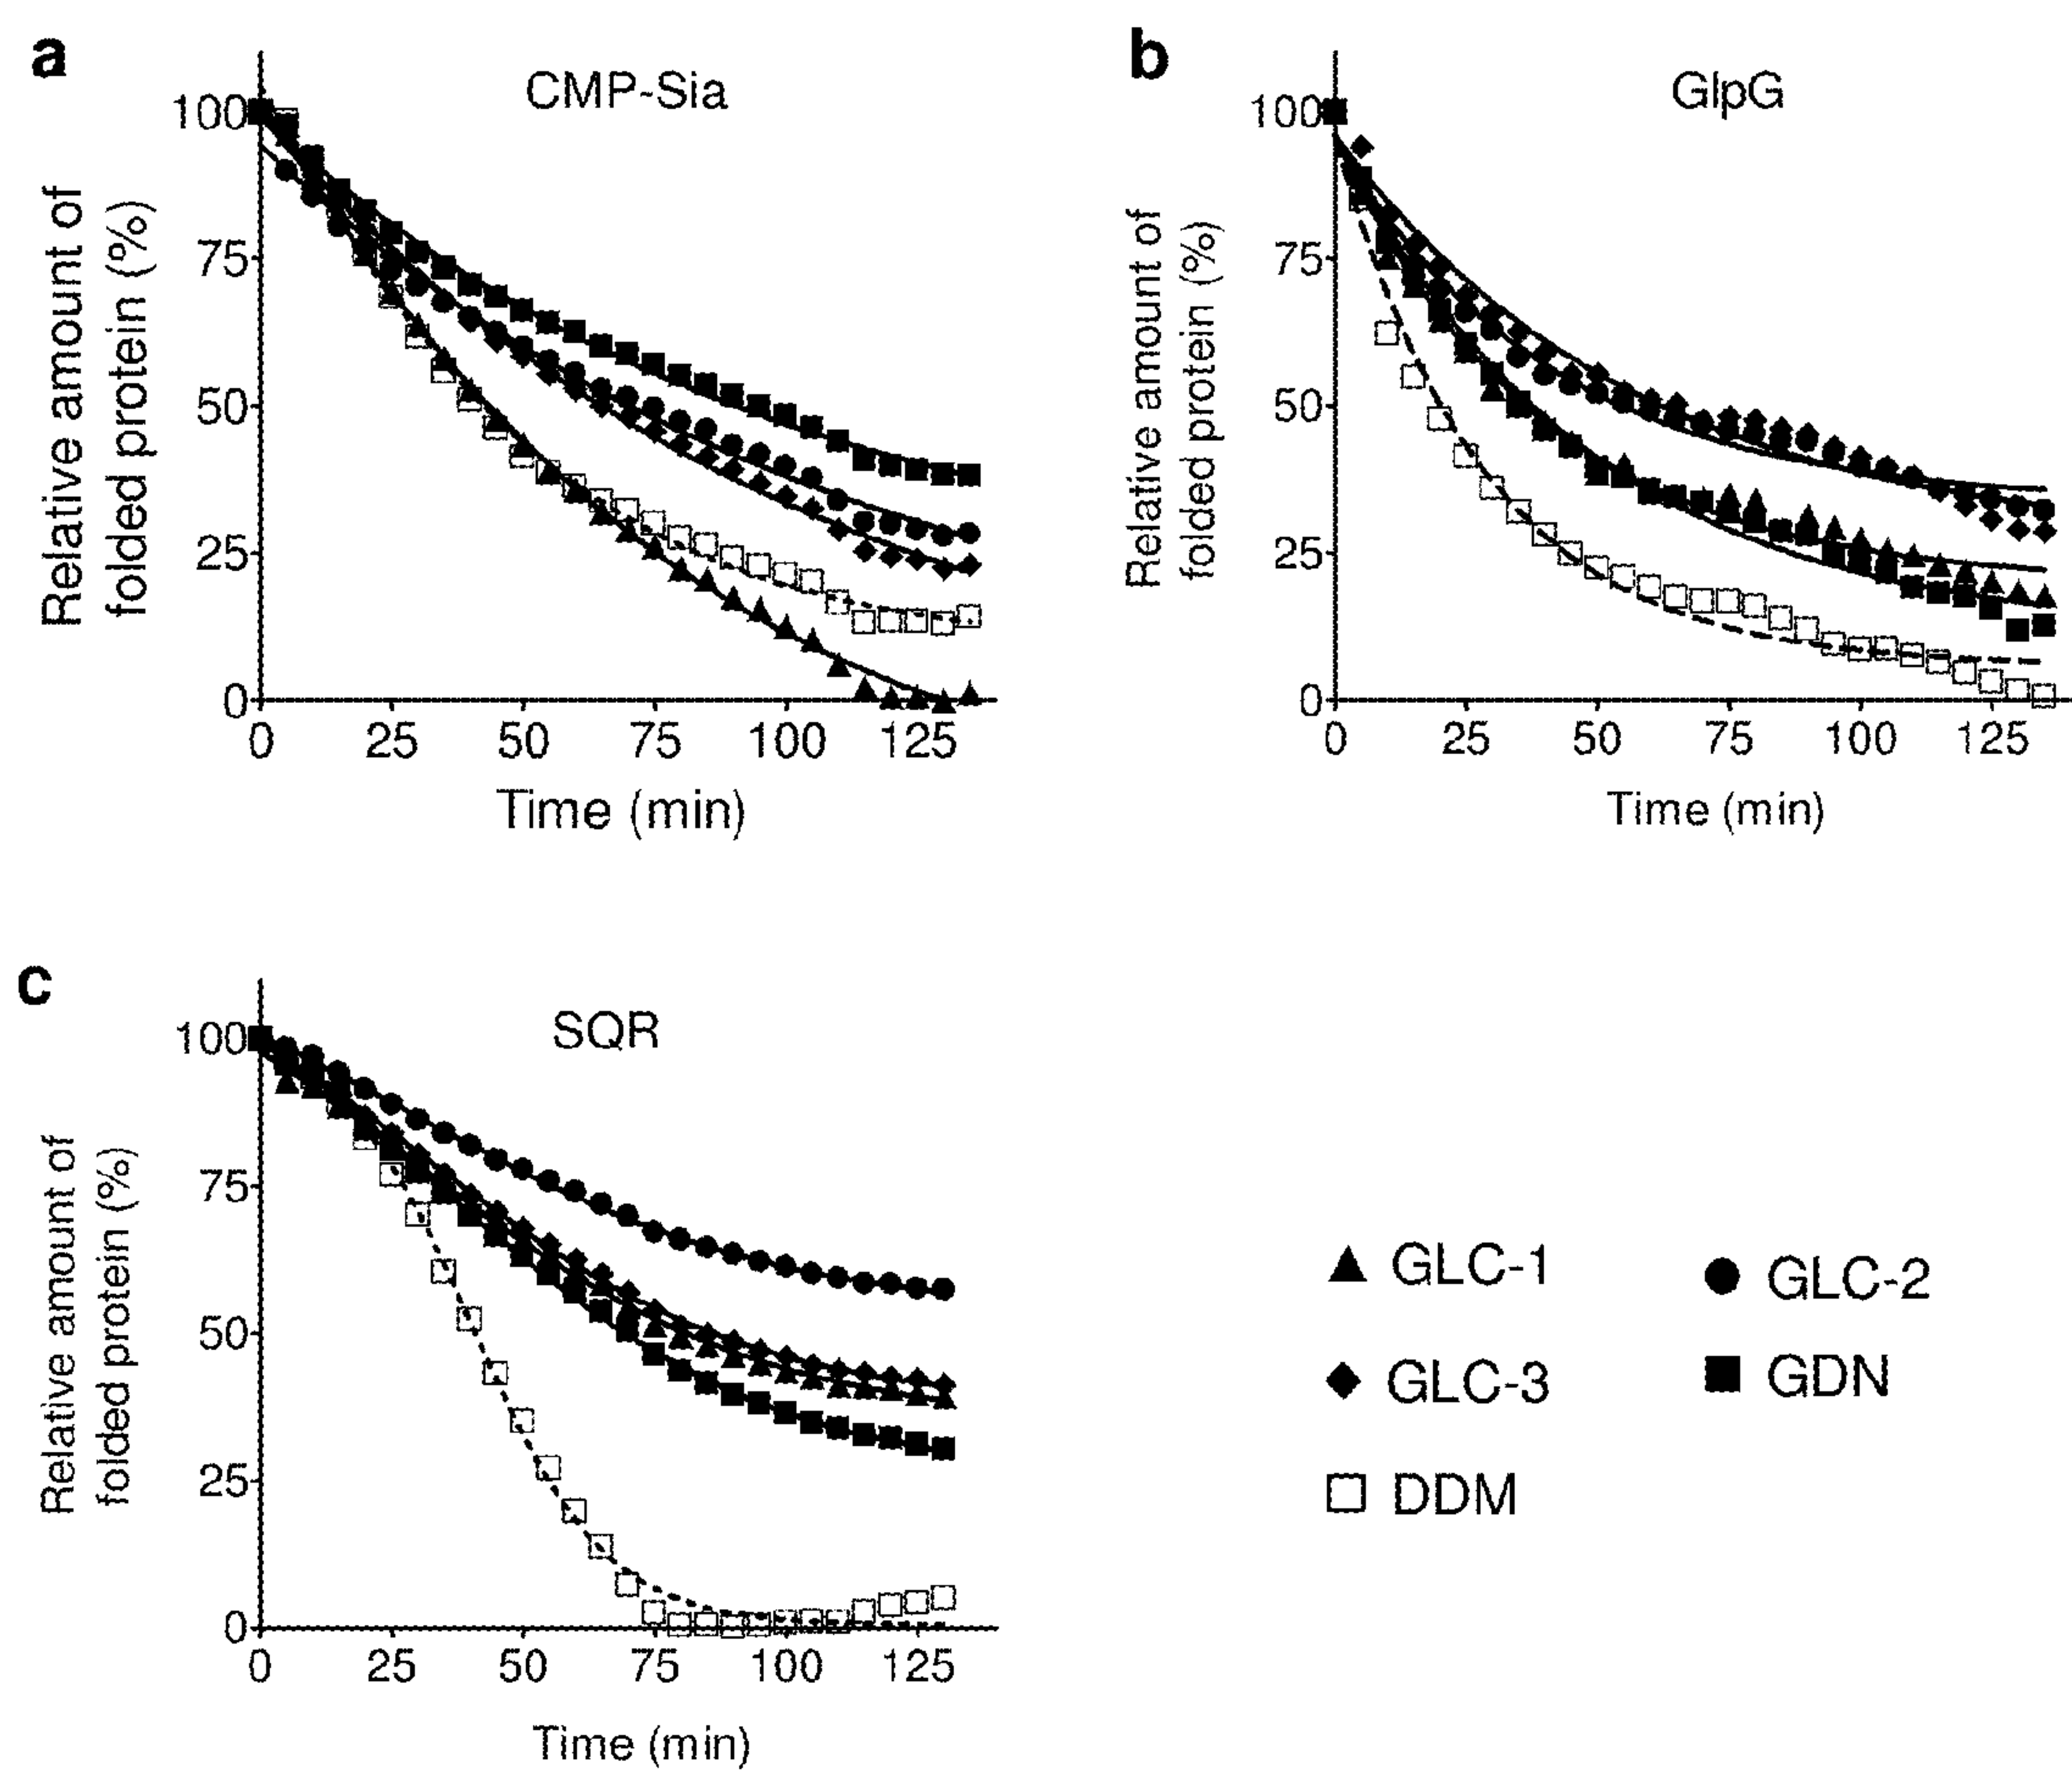 a
CMP-Sia
Relative amount of
folded protein (%)
100
75
50
25
0
0 25 50 75 100 125
Time (min)
b
GlpG
Relative amount of
folded protein (%)
100
75
50
25
0
0 25 50 75 100 125
Time (min)
c
SQR
Relative amount of
folded protein (%)
100
75
50
25
0
0 25 50 75 100 125
Time (min)
GLC-1 GLC-2
GLC-3 GDN
DDM